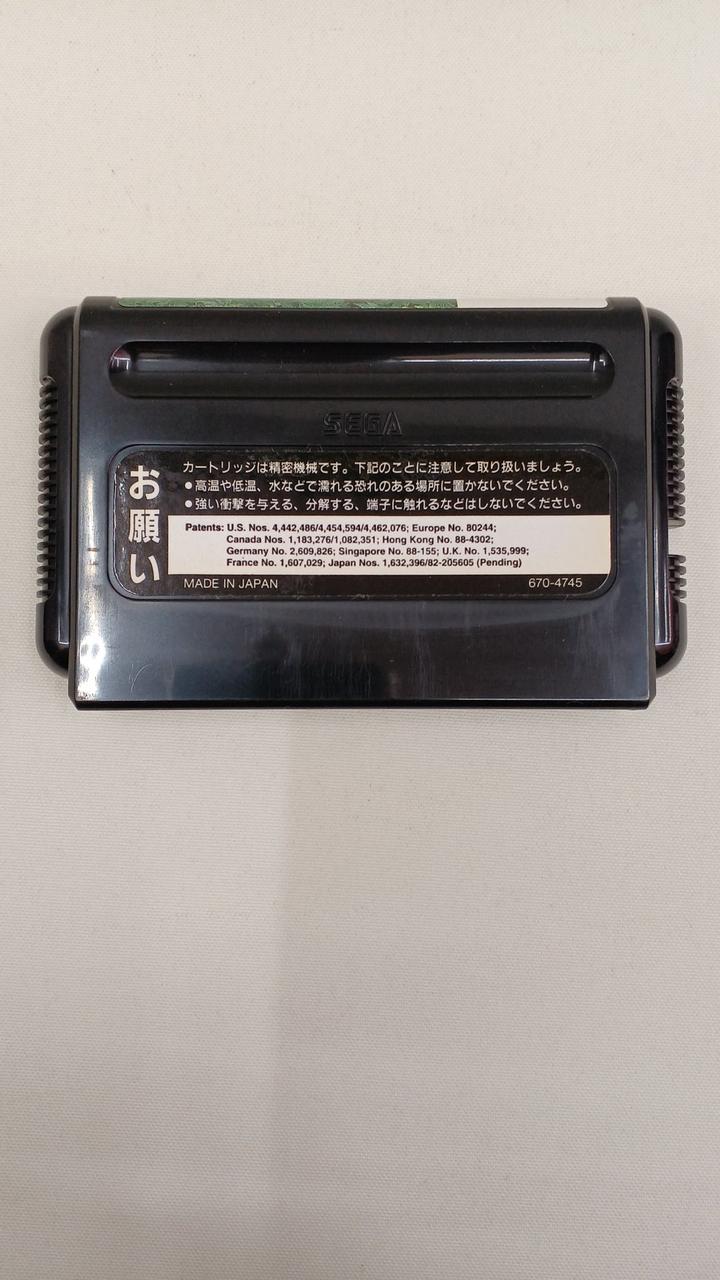 SEGA
お願い
カートリッジは精密機械です。下記のことに注意して取り扱いましょう。
●高温や低温、水などで濡れる恐れのある場所に置かないでください。
●強い衝撃を与える、分解する、端子に触れるなどはしないでください。
Patents: U.S. Nos. 4,442,486/4,454,594/4,462,076; Europe No. 80244;
Canada Nos. 1,183,276/1,082,351; Hong Kong No. 88-4302;
Germany No. 2,609,826; Singapore No. 88-155; U.K. No. 1,535,999;
France No. 1,607,029; Japan Nos. 1,632,396/82-205605 (Pending)
MADE IN JAPAN 670-4745